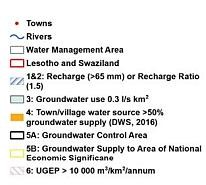 Towns
Rivers
Water Management Area
Lesotho and Swaziland
1&2: Recharge (>65 mm) or Recharge Ratio
(1.5)
3: Groundwater use 0.3 l/s km²
4: Town/village water source >50%
groundwater supply (DWS, 2016)
5A: Groundwater Control Area
5B: Groundwater Supply to Area of National
Economic Significane
6: UGEP > 10 000 m³/km²/annum